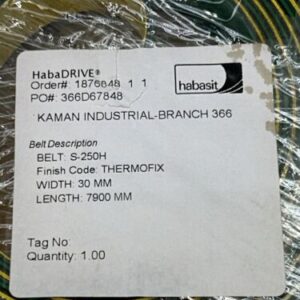 HabaDRIVE®
habasit
Order# 1876648 1 1
PO#: 366D67848
KAMAN INDUSTRIAL-BRANCH 366
Belt Description
BELT: S-250H
Finish Code: THERMOFIX
WIDTH: 30 MM
LENGTH: 7900 MM
Tag No:
Quantity: 1.00